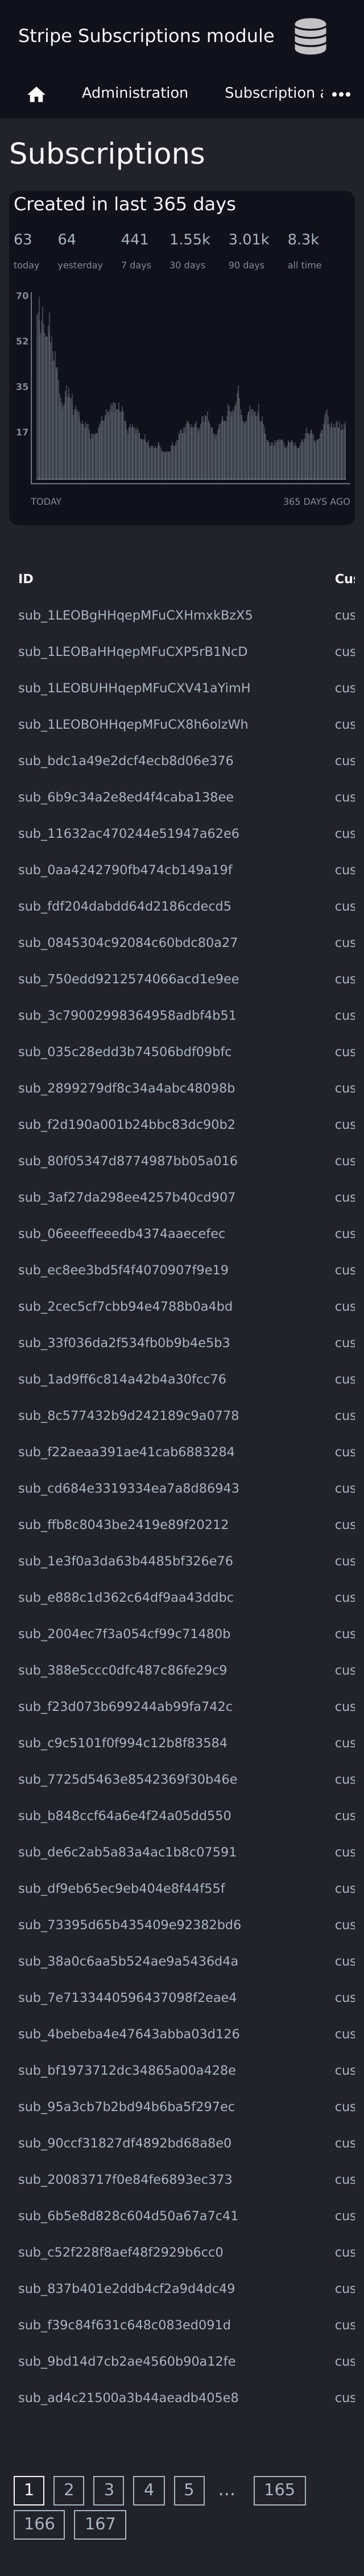 Stripe Subscriptions module
Administration Subscription a
Subscriptions
Created in last 365 days
63 64 441 1.55k 3.01k 8.3k
today yesterday 7 days 30 days 90 days all time
70
52
35
17
TODAY 365 DAYS AGO
ID Cus
sub_1LEOBgHHqepMFuCXHmxkBzX5 cus
sub_1LEOBaHHqepMFuCXP5rB1NcD cus
sub_1LEOBUHHqepMFuCXV41aYimH cus
sub_1LEOBOHHqepMFuCX8h6olzWh cus
sub_bdc1a49e2dcf4ecb8d06e376 cus
sub_6b9c34a2e8ed4f4caba138ee cus
sub_11632ac470244e51947a62e6 cus
sub_0aa4242790fb474cb149a19f cus
sub_fdf204dabdd64d2186cdecd5 cus
sub_0845304c92084c60bdc80a27 cus
sub_750edd9212574066acd1e9ee cus
sub_3c79002998364958adbf4b51 cus
sub_035c28edd3b74506bdf09bfc cus
sub_2899279df8c34a4abc48098b cus
sub_f2d190a001b24bbc83dc90b2 cus
sub_80f05347d8774987bb05a016 cus
sub_3af27da298ee4257b40cd907 cus
sub_06eeeffeeedb4374aaecefec cus
sub_ec8ee3bd5f4f4070907f9e19 cus
sub_2cec5cf7cbb94e4788b0a4bd cus
sub_33f036da2f534fb0b9b4e5b3 cus
sub_1ad9ff6c814a42b4a30fcc76 cus
sub_8c577432b9d242189c9a0778 cus
sub_f22aeaa391ae41cab6883284 cus
sub_cd684e3319334ea7a8d86943 cus
sub_ffb8c8043be2419e89f20212 cus
sub_1e3f0a3da63b4485bf326e76 cus
sub_e888c1d362c64df9aa43ddbc cus
sub_2004ec7f3a054cf99c71480b cus
sub_388e5ccc0dfc487c86fe29c9 cus
sub_f23d073b699244ab99fa742c cus
sub_c9c5101f0f994c12b8f83584 cus
sub_7725d5463e8542369f30b46e cus
sub_b848ccf64a6e4f24a05dd550 cus
sub_de6c2ab5a83a4ac1b8c07591 cus
sub_df9eb65ec9eb404e8f44f55f cus
sub_73395d65b435409e92382bd6 cus
sub_38a0c6aa5b524ae9a5436d4a cus
sub_7e7133440596437098f2eae4 cus
sub_4bebeba4e47643abba03d126 cus
sub_bf1973712dc34865a00a428e cus
sub_95a3cb7b2bd94b6ba5f297ec cus
sub_90ccf31827df4892bd68a8e0 cus
sub_20083717f0e84fe6893ec373 cus
sub_6b5e8d828c604d50a67a7c41 cus
sub_c52f228f8aef48f2929b6cc0 cus
sub_837b401e2ddb4cf2a9d4dc49 cus
sub_f39c84f631c648c083ed091d cus
sub_9bd14d7cb2ae4560b90a12fe cus
sub_ad4c21500a3b44aeadb405e8 cus
1 2 3 4 5 … 165
166 167